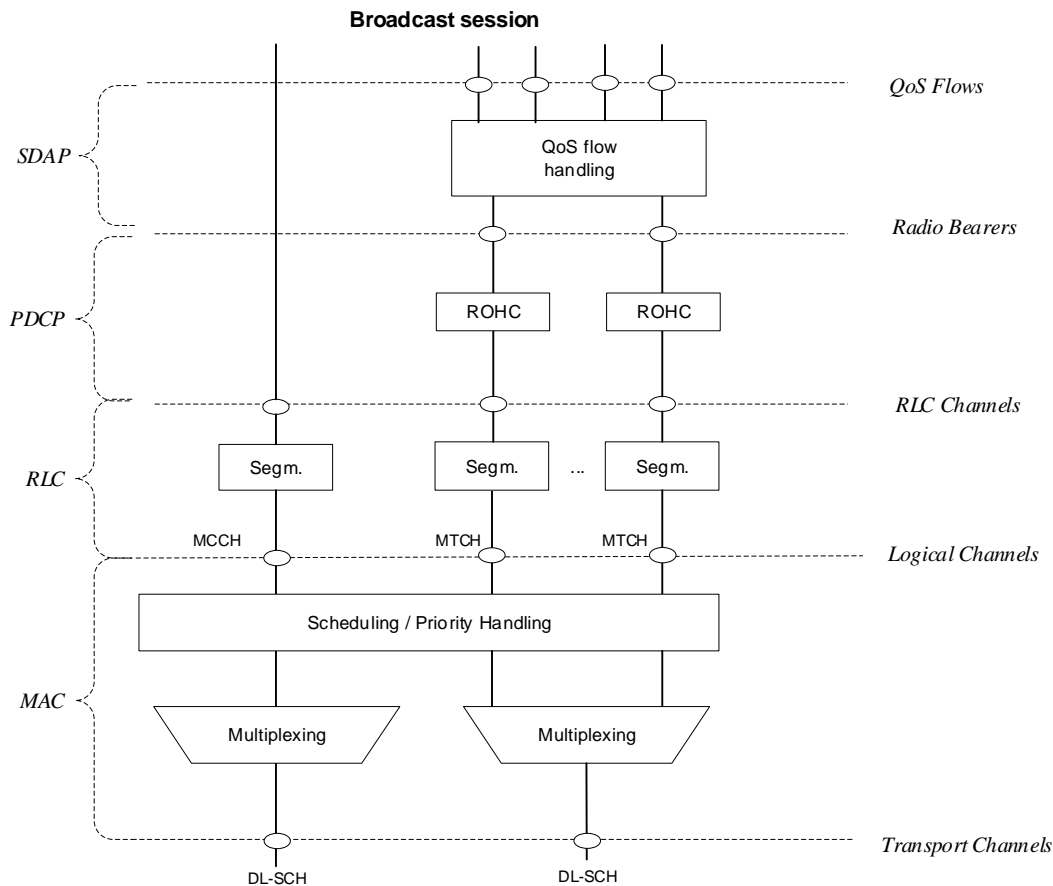 Broadcast session
QoS Flows
SDAP
QoS flow
handling
Radio Bearers
PDCP
ROHC
ROHC
RLC Channels
RLC
Segm.
Segm.
...
Segm.
MCCH
MTCH
MTCH
Logical Channels
Scheduling / Priority Handling
MAC
Multiplexing
Multiplexing
Transport Channels
DL-SCH
DL-SCH